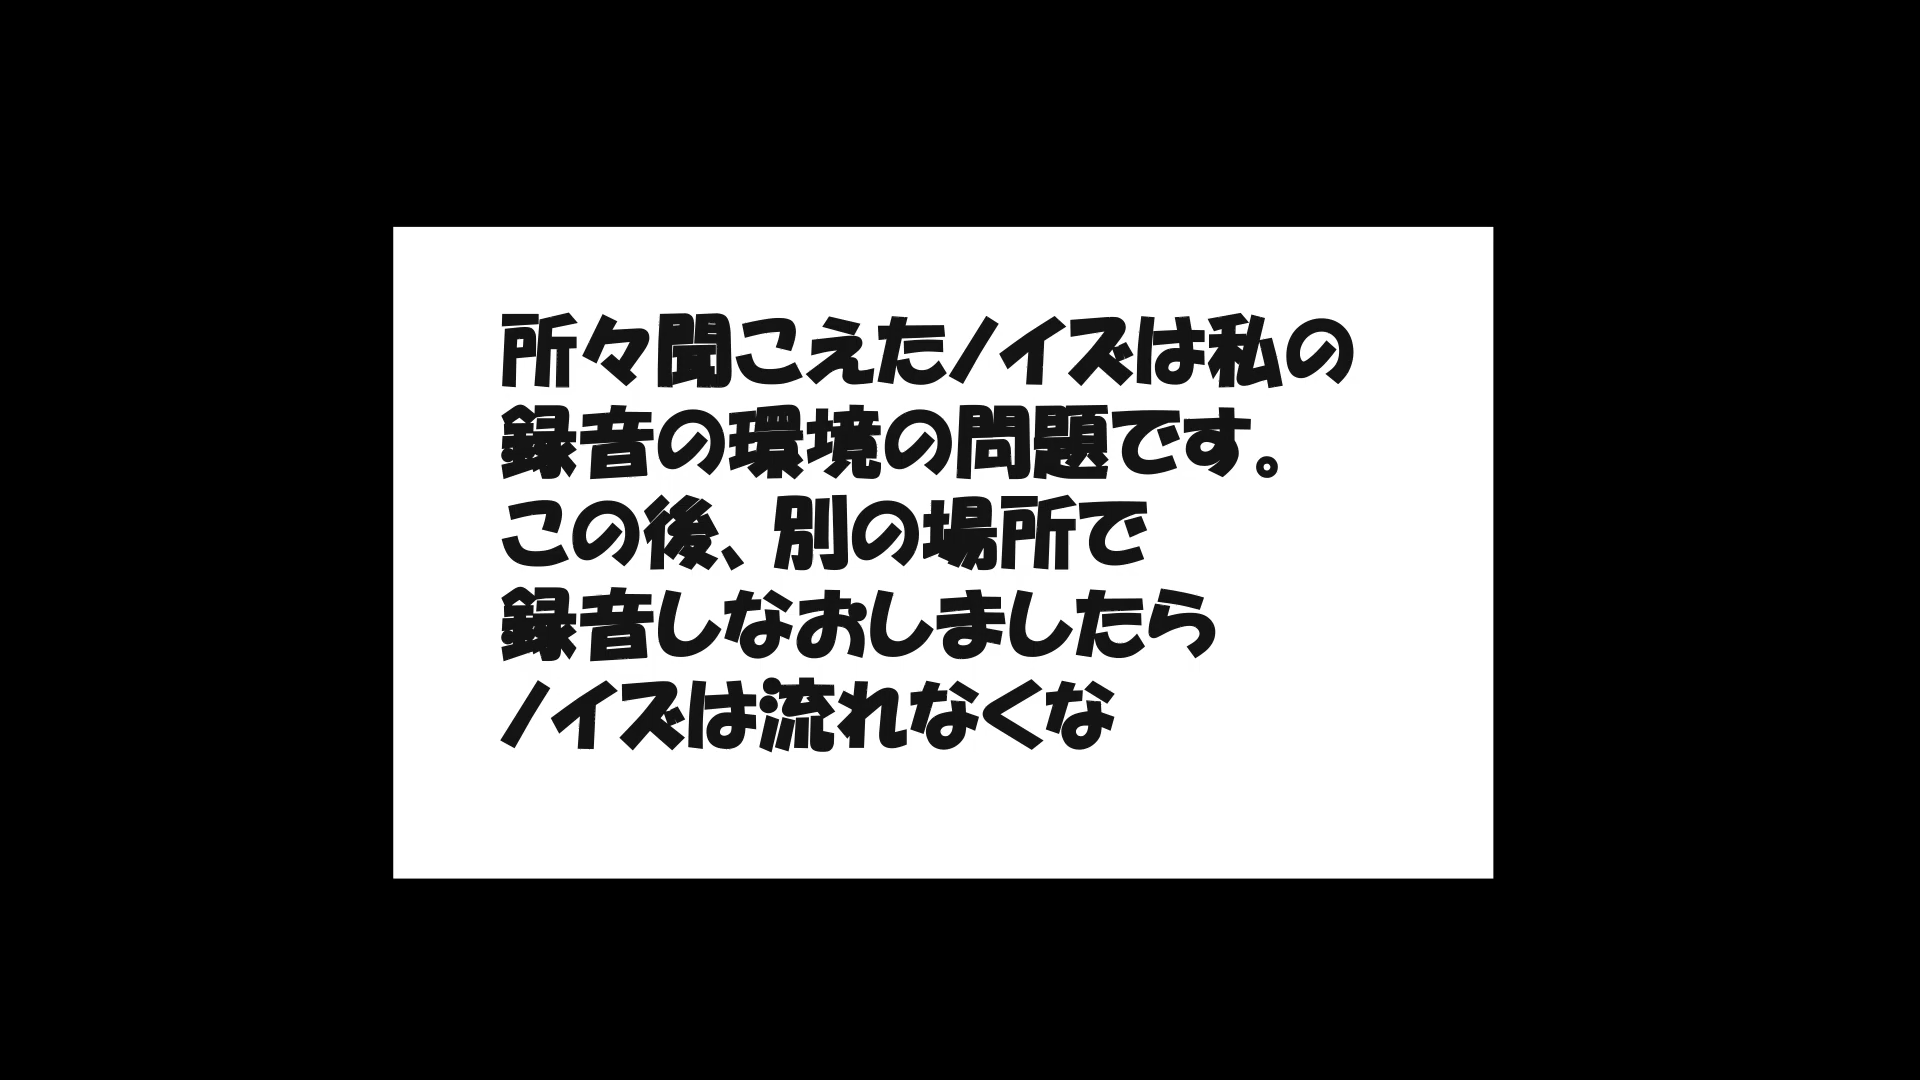 所々聞こえたノイズは私の
録音の環境の問題です。
この後、別の場所で
録音しなおしましたら
ノイズは流れなくな